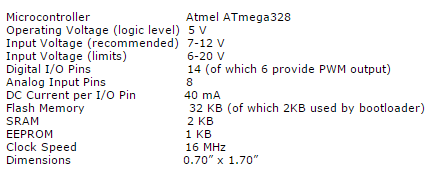 Microcontroller Atmel ATmega328
Operating Voltage (logic level) 5 V
Input Voltage (recommended) 7-12 V
Input Voltage (limits) 6-20 V
Digital I/O Pins 14 (of which 6 provide PWM output)
Analog Input Pins 8
DC Current per I/O Pin 40 mA
Flash Memory 32 KB (of which 2KB used by bootloader)
SRAM 2 KB
EEPROM 1 KB
Clock Speed 16 MHz
Dimensions 0.70” x 1.70”